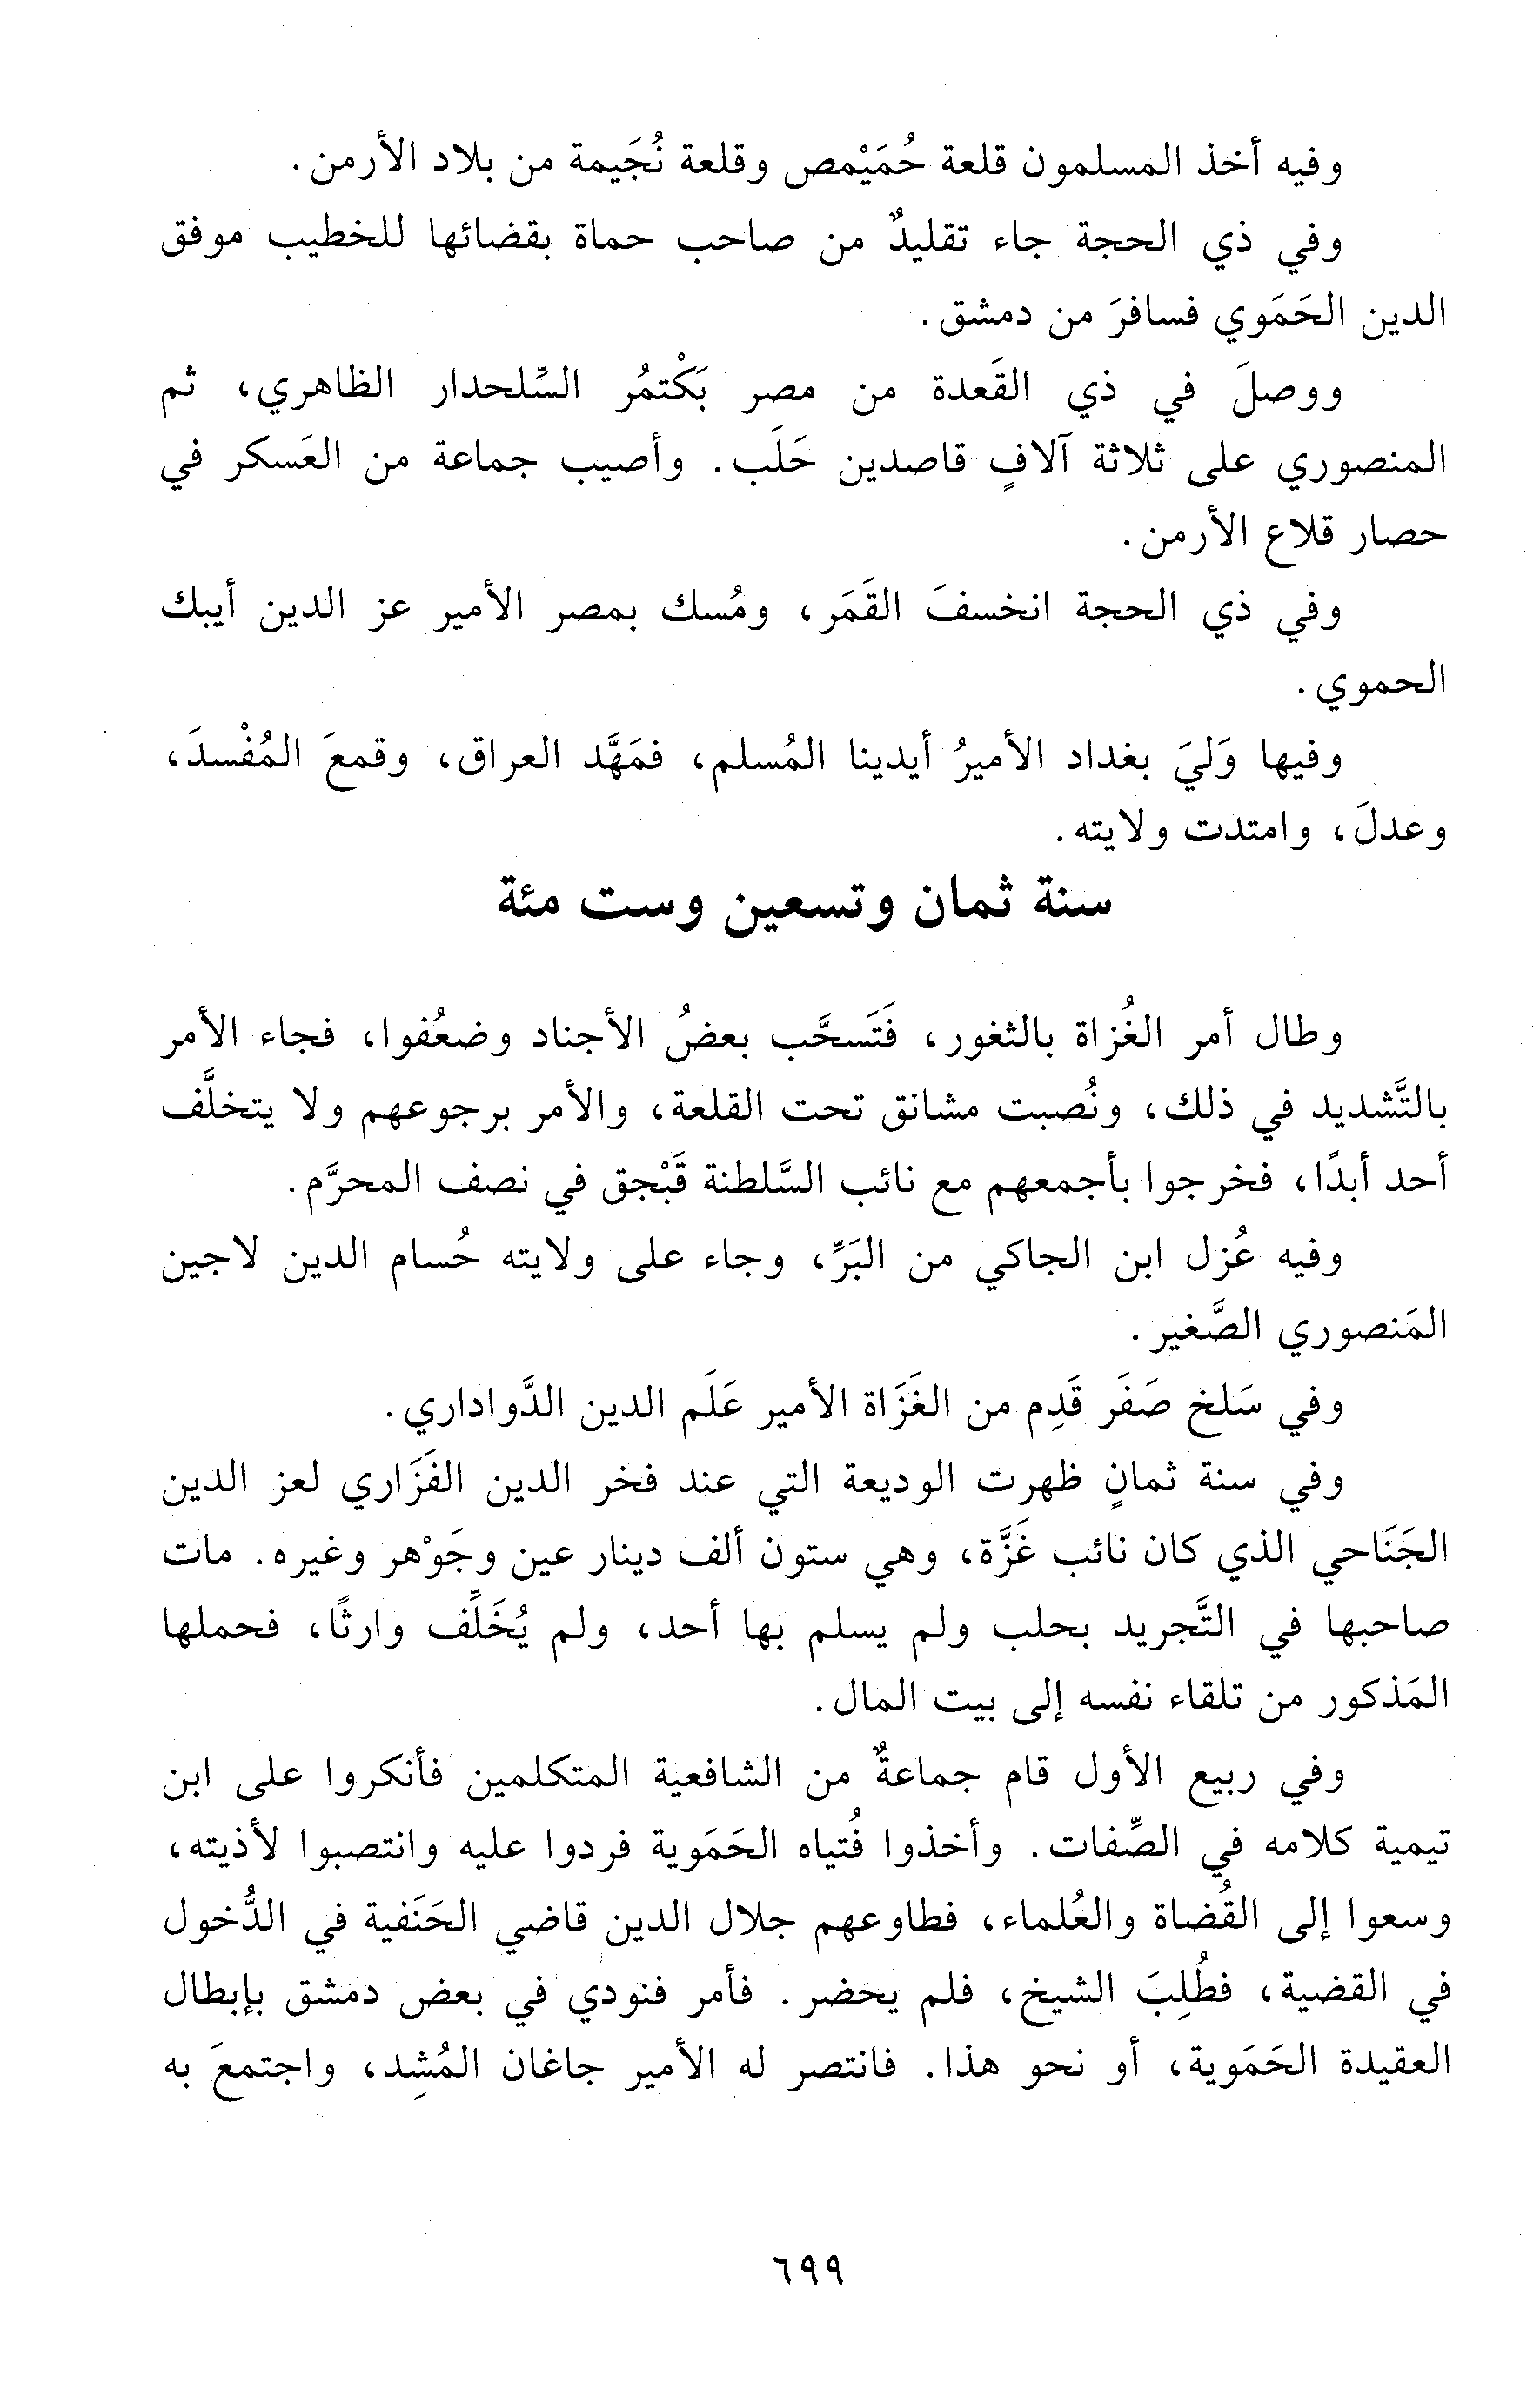 وفيه أخذ المسلمون قلعة حُمَيْمص وقلعة نُجَيمة من بلاد الأرمن.
وفي ذي الحجة جاء تقليدٌ من صاحب حماة بقضائها للخطيب موفق
الدين الحَمَوي فسافرَ من دمشق.
ووصلَ في ذي القَعدة من مصر بَكْتمُر السِّلحدار الظاهري، ثم
المنصوري على ثلاثة آلافٍ قاصدين حَلَب. وأصيب جماعة من العَسكر في
حصار قلاع الأرمن.
وفي ذي الحجة انخسفَ القَمَر، ومُسك بمصر الأمير عز الدين أيبك
الحموي.
وفيها وَليَ بغداد الأميرُ أيدينا المُسلم، فمَهَّد العراق، وقمعَ المُفْسدَ،
وعدلَ، وامتدت ولايته.
سنة ثمان وتسعين وست مئة
وطال أمر الغُزاة بالثغور، فَتَسحَّب بعضُ الأجناد وضعُفوا، فجاء الأمر
بالتَّشديد في ذلك، ونُصبت مشانق تحت القلعة، والأمر برجوعهم ولا يتخلَّف
أحد أبدًا، فخرجوا بأجمعهم مع نائب السَّلطنة قَبْجق في نصف المحرَّم.
وفيه عُزل ابن الجاكي من البَرِّ، وجاء على ولايته حُسام الدين لاجين
المَنصوري الصَّغير.
وفي سَلخ صَفَر قَدِم من الغَزَاة الأمير عَلَم الدين الدَّواداري.
وفي سنة ثمانٍ ظهرت الوديعة التي عند فخر الدين الفَزَاري لعز الدين
الجَنَاحي الذي كان نائب غَزَّة، وهي ستون ألف دينار عين وجَوْهر وغيره. مات
صاحبها في التَّجريد بحلب ولم يسلم بها أحد، ولم يُخَلِّف وارثًا، فحملها
المَذكور من تلقاء نفسه إلى بيت المال.
وفي ربيع الأول قام جماعةٌ من الشافعية المتكلمين فأنكروا على ابن
تيمية كلامه في الصِّفات. وأخذوا فُتياه الحَمَوية فردوا عليه وانتصبوا لأذيته،
وسعوا إلى القُضاة والعُلماء، فطاوعهم جلال الدين قاضي الحَنَفية في الدُّخول
في القضية، فطُلِبَ الشيخ، فلم يحضر. فأمر فنودي في بعض دمشق بإبطال
العقيدة الحَمَوية، أو نحو هذا. فانتصر له الأمير جاغان المُشِد، واجتمعَ به
٦٩٩